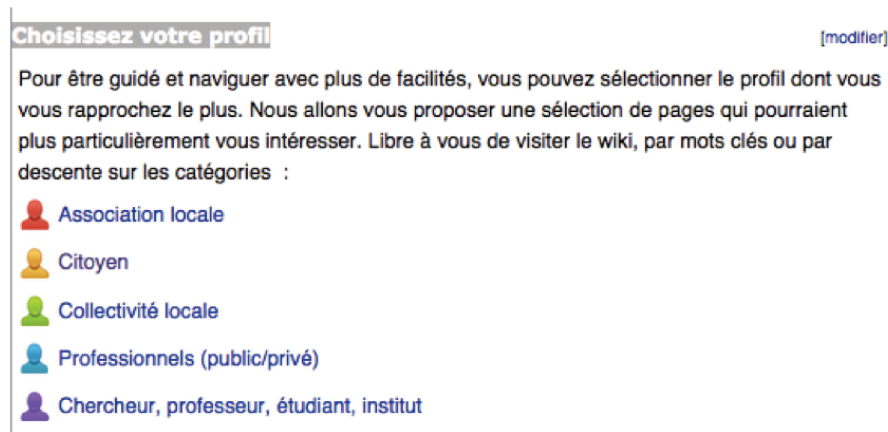 Choisissez votre profil [modifier]
Pour être guidé et naviguer avec plus de facilités, vous pouvez sélectionner le profil dont vous
vous rapprochez le plus. Nous allons vous proposer une sélection de pages qui pourraient
plus particulièrement vous intéresser. Libre à vous de visiter le wiki, par mots clés ou par
descente sur les catégories :
Association locale
Citoyen
Collectivité locale
Professionnels (public/privé)
Chercheur, professeur, étudiant, institut